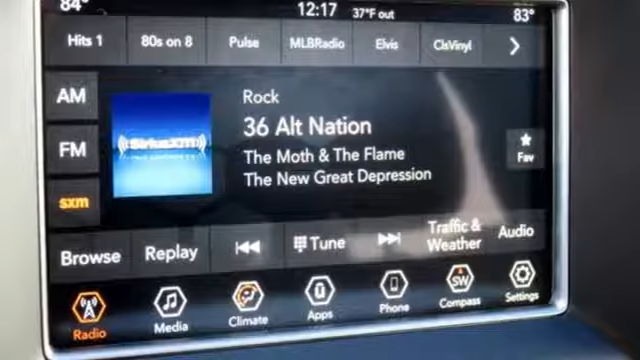 84° 12:17 37°F out 83°
Hits 1 80s on 8 Pulse MLBRadio Elvis ClsVinyl
AM
FM
sxm
SiriusXM
Rock
36 Alt Nation
The Moth & The Flame
The New Great Depression
Fav
Browse Replay Tune Traffic & Weather Audio
Radio Media Climate Apps Phone SW Compass Settings